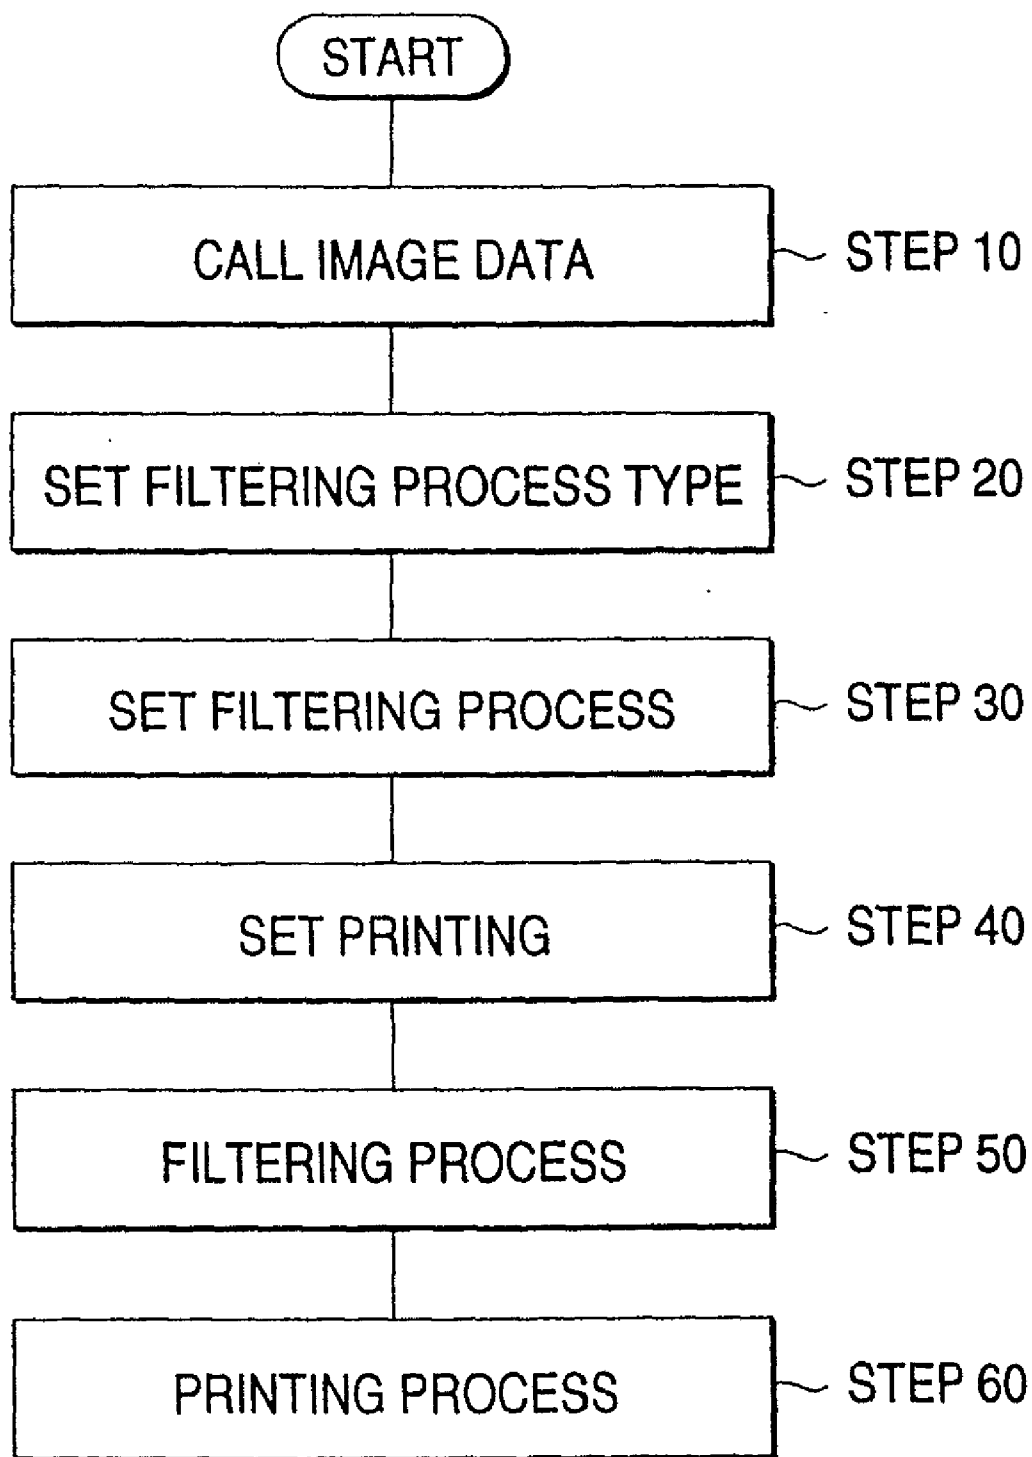 START
CALL IMAGE DATA
STEP 10
SET FILTERING PROCESS TYPE
STEP 20
SET FILTERING PROCESS
STEP 30
SET PRINTING
STEP 40
FILTERING PROCESS
STEP 50
PRINTING PROCESS
STEP 60